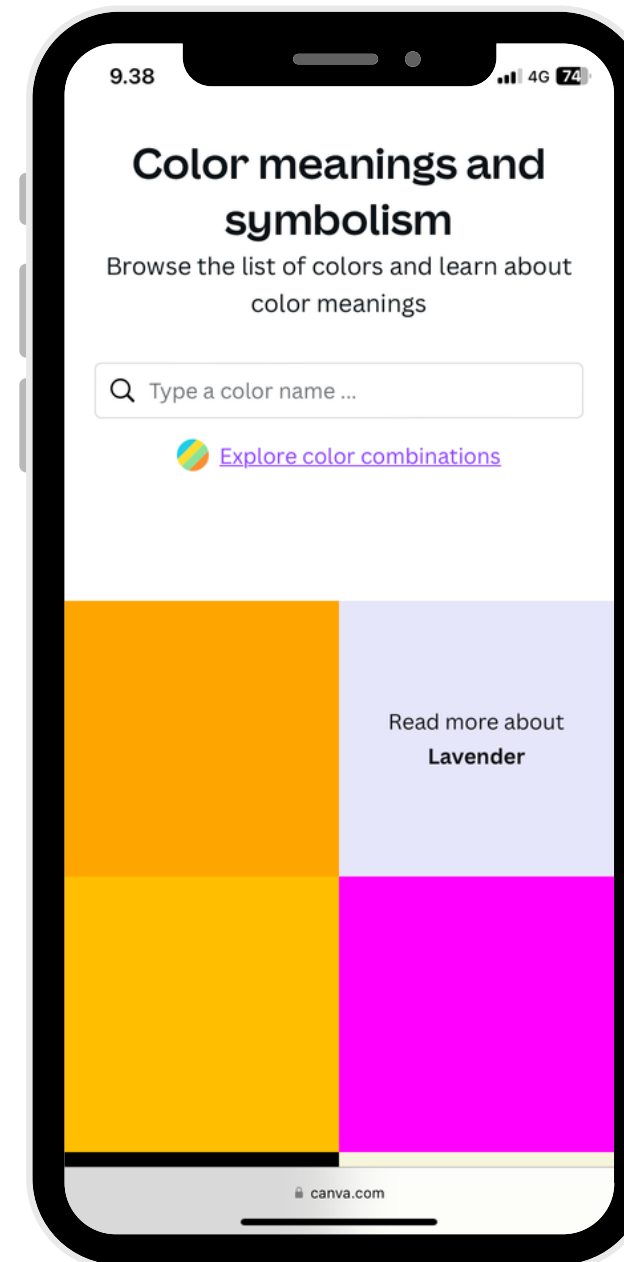 9.38
4G 74
Color meanings and
symbolism
Browse the list of colors and learn about
color meanings
Type a color name ...
Explore color combinations
Read more about
Lavender
canva.com